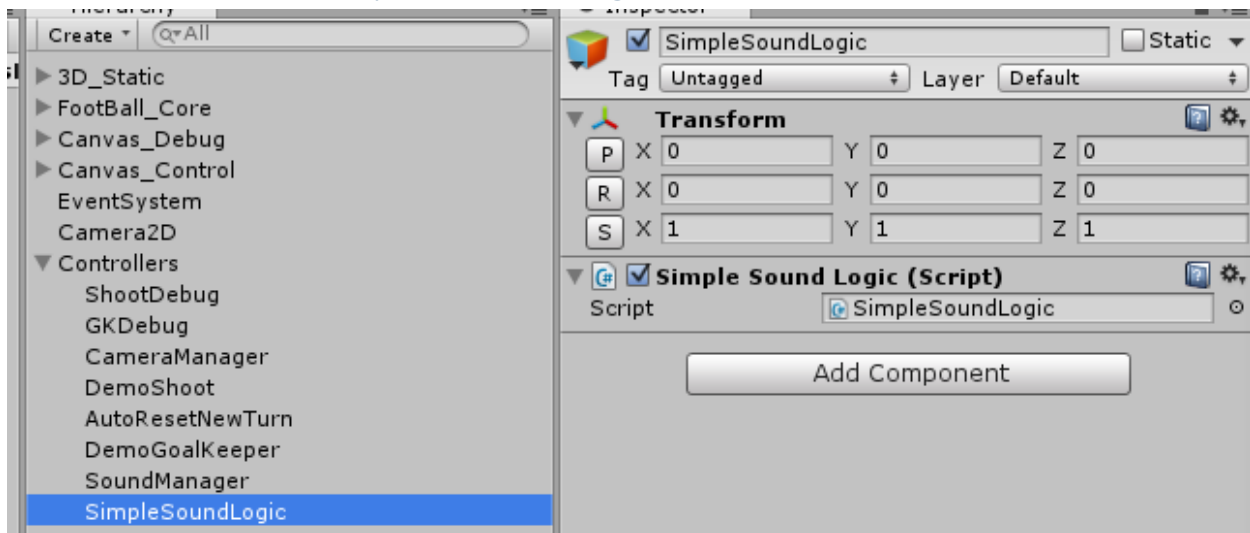 Hierarchy
Create All
3D_Static
FootBall_Core
Canvas_Debug
Canvas_Control
EventSystem
Camera2D
Controllers
ShootDebug
GKDebug
CameraManager
DemoShoot
AutoResetNewTurn
DemoGoalKeeper
SoundManager
SimpleSoundLogic
Inspector
SimpleSoundLogic Static
Tag Untagged Layer Default
Transform
P X 0 Y 0 Z 0
R X 0 Y 0 Z 0
S X 1 Y 1 Z 1
Simple Sound Logic (Script)
Script SimpleSoundLogic
Add Component